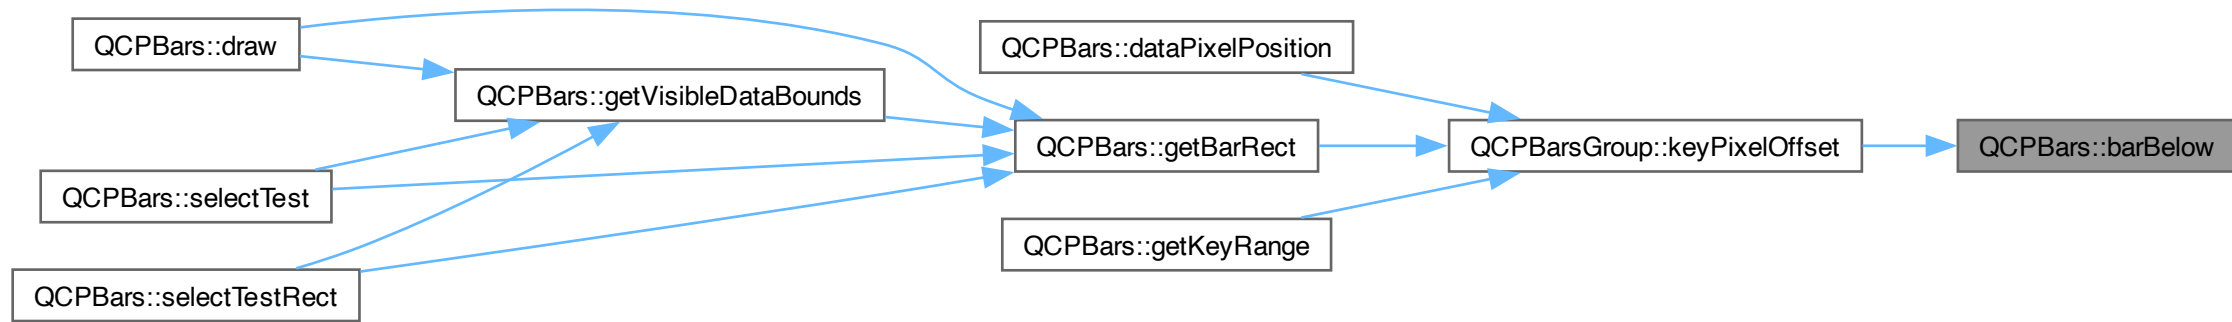 QCPBars::draw
QCPBars::dataPixelPosition
QCPBars::getVisibleDataBounds
QCPBars::getBarRect
QCPBarsGroup::keyPixelOffset
QCPBars::barBelow
QCPBars::selectTest
QCPBars::getKeyRange
QCPBars::selectTestRect